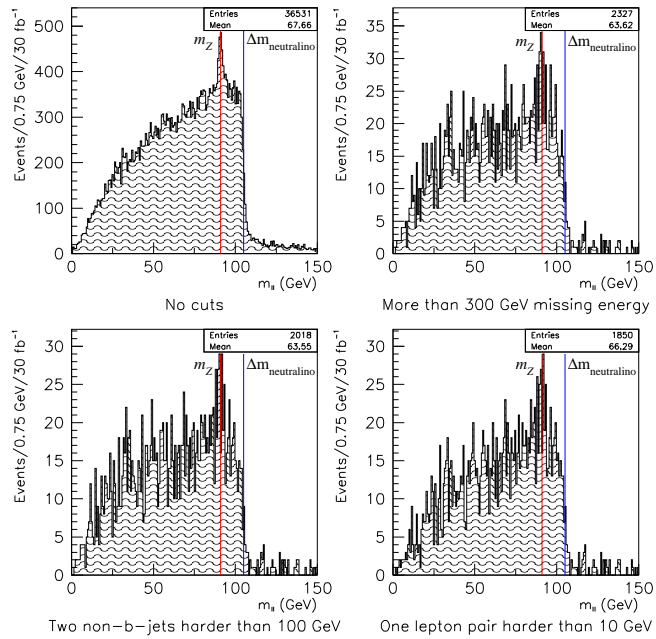 Entries 36531
Mean 67.66
m_Z Δm_neutralino
Events/0.75 GeV/30 fb⁻¹
500
400
300
200
100
0
0 50 100 150
m_ll (GeV)
No cuts
Entries 2327
Mean 63.62
m_Z Δm_neutralino
Events/0.75 GeV/30 fb⁻¹
35
30
25
20
15
10
5
0
0 50 100 150
m_ll (GeV)
More than 300 GeV missing energy
Entries 2018
Mean 63.55
m_Z Δm_neutralino
Events/0.75 GeV/30 fb⁻¹
30
25
20
15
10
5
0
0 50 100 150
m_ll (GeV)
Two non-b-jets harder than 100 GeV
Entries 1850
Mean 66.29
m_Z Δm_neutralino
Events/0.75 GeV/30 fb⁻¹
30
25
20
15
10
5
0
0 50 100 150
m_ll (GeV)
One lepton pair harder than 10 GeV